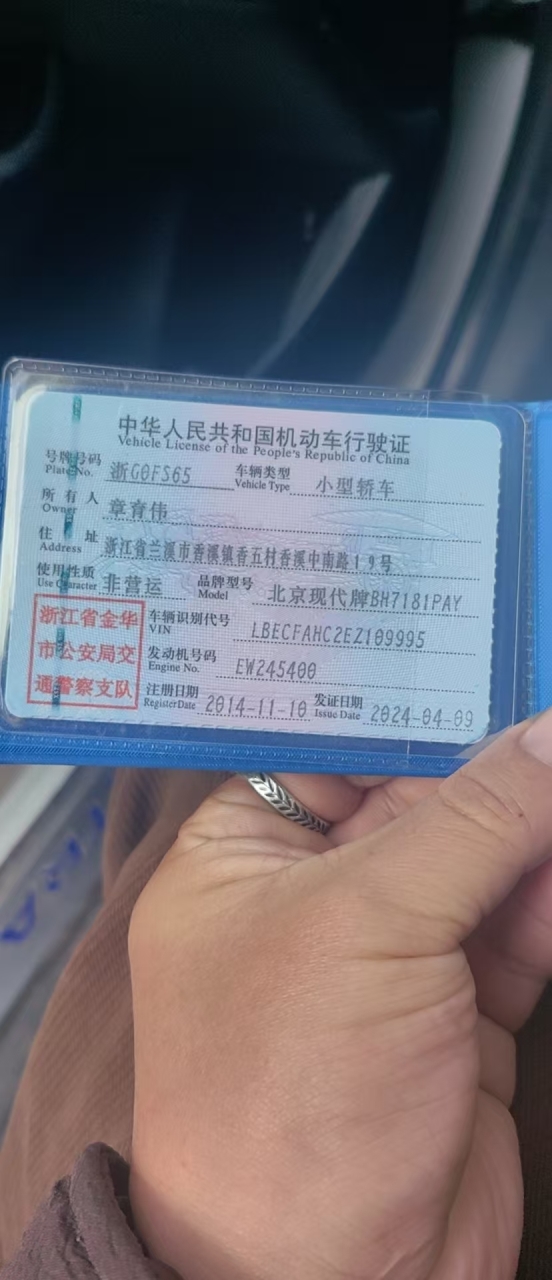 中华人民共和国机动车行驶证
Vehicle License of the People's Republic of China
号牌号码 Plate No. 浙G0FS65 车辆类型 Vehicle Type 小型轿车
所有人 Owner 章育伟
住址 Address 浙江省兰溪市香溪镇香五村香溪中南路19号
使用性质 Use Character 非营运 品牌型号 Model 北京现代牌BH7181PAY
浙江省金华
市公安局交
通警察支队
车辆识别代号 VIN LBECFAHC2EZ109995
发动机号码 Engine No. EW245400
注册日期 Register Date 2014-11-10 发证日期 Issue Date 2024-04-09